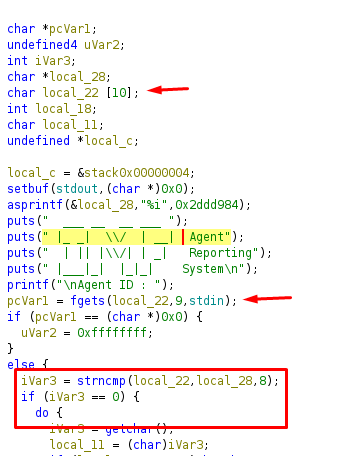 char *pcVar1;
undefined4 uVar2;
int iVar3;
char *local_28;
char local_22 [10];
int local_18;
char local_11;
undefined *local_c;
local_c = &stack0x00000004;
setbuf(stdout,(char *)0x0);
asprintf(&local_28,"%i",0x2ddd984);
puts("  ___ __ __ ___  ");
puts(" |_ _|  \\/  | __| | Agent");
puts("  | || |\\/| | _|   Reporting");
puts(" |___|_|  |_|_|    System\n");
printf("\nAgent ID : ");
pcVar1 = fgets(local_22,9,stdin);
if (pcVar1 == (char *)0x0) {
uVar2 = 0xffffffff;
}
else {
iVar3 = strncmp(local_22,local_28,8);
if (iVar3 == 0) {
do {
iVar3 = getchar();
local_11 = (char)iVar3;